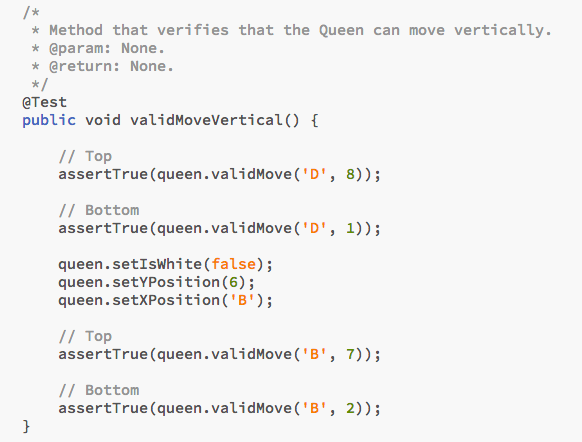 /*
 * Method that verifies that the Queen can move vertically.
 * @param: None.
 * @return: None.
 */
@Test
public void validMoveVertical() {
    // Top
    assertTrue(queen.validMove('D', 8));
    // Bottom
    assertTrue(queen.validMove('D', 1));
    queen.setIsWhite(false);
    queen.setYPosition(6);
    queen.setXPosition('B');
    // Top
    assertTrue(queen.validMove('B', 7));
    // Bottom
    assertTrue(queen.validMove('B', 2));
}